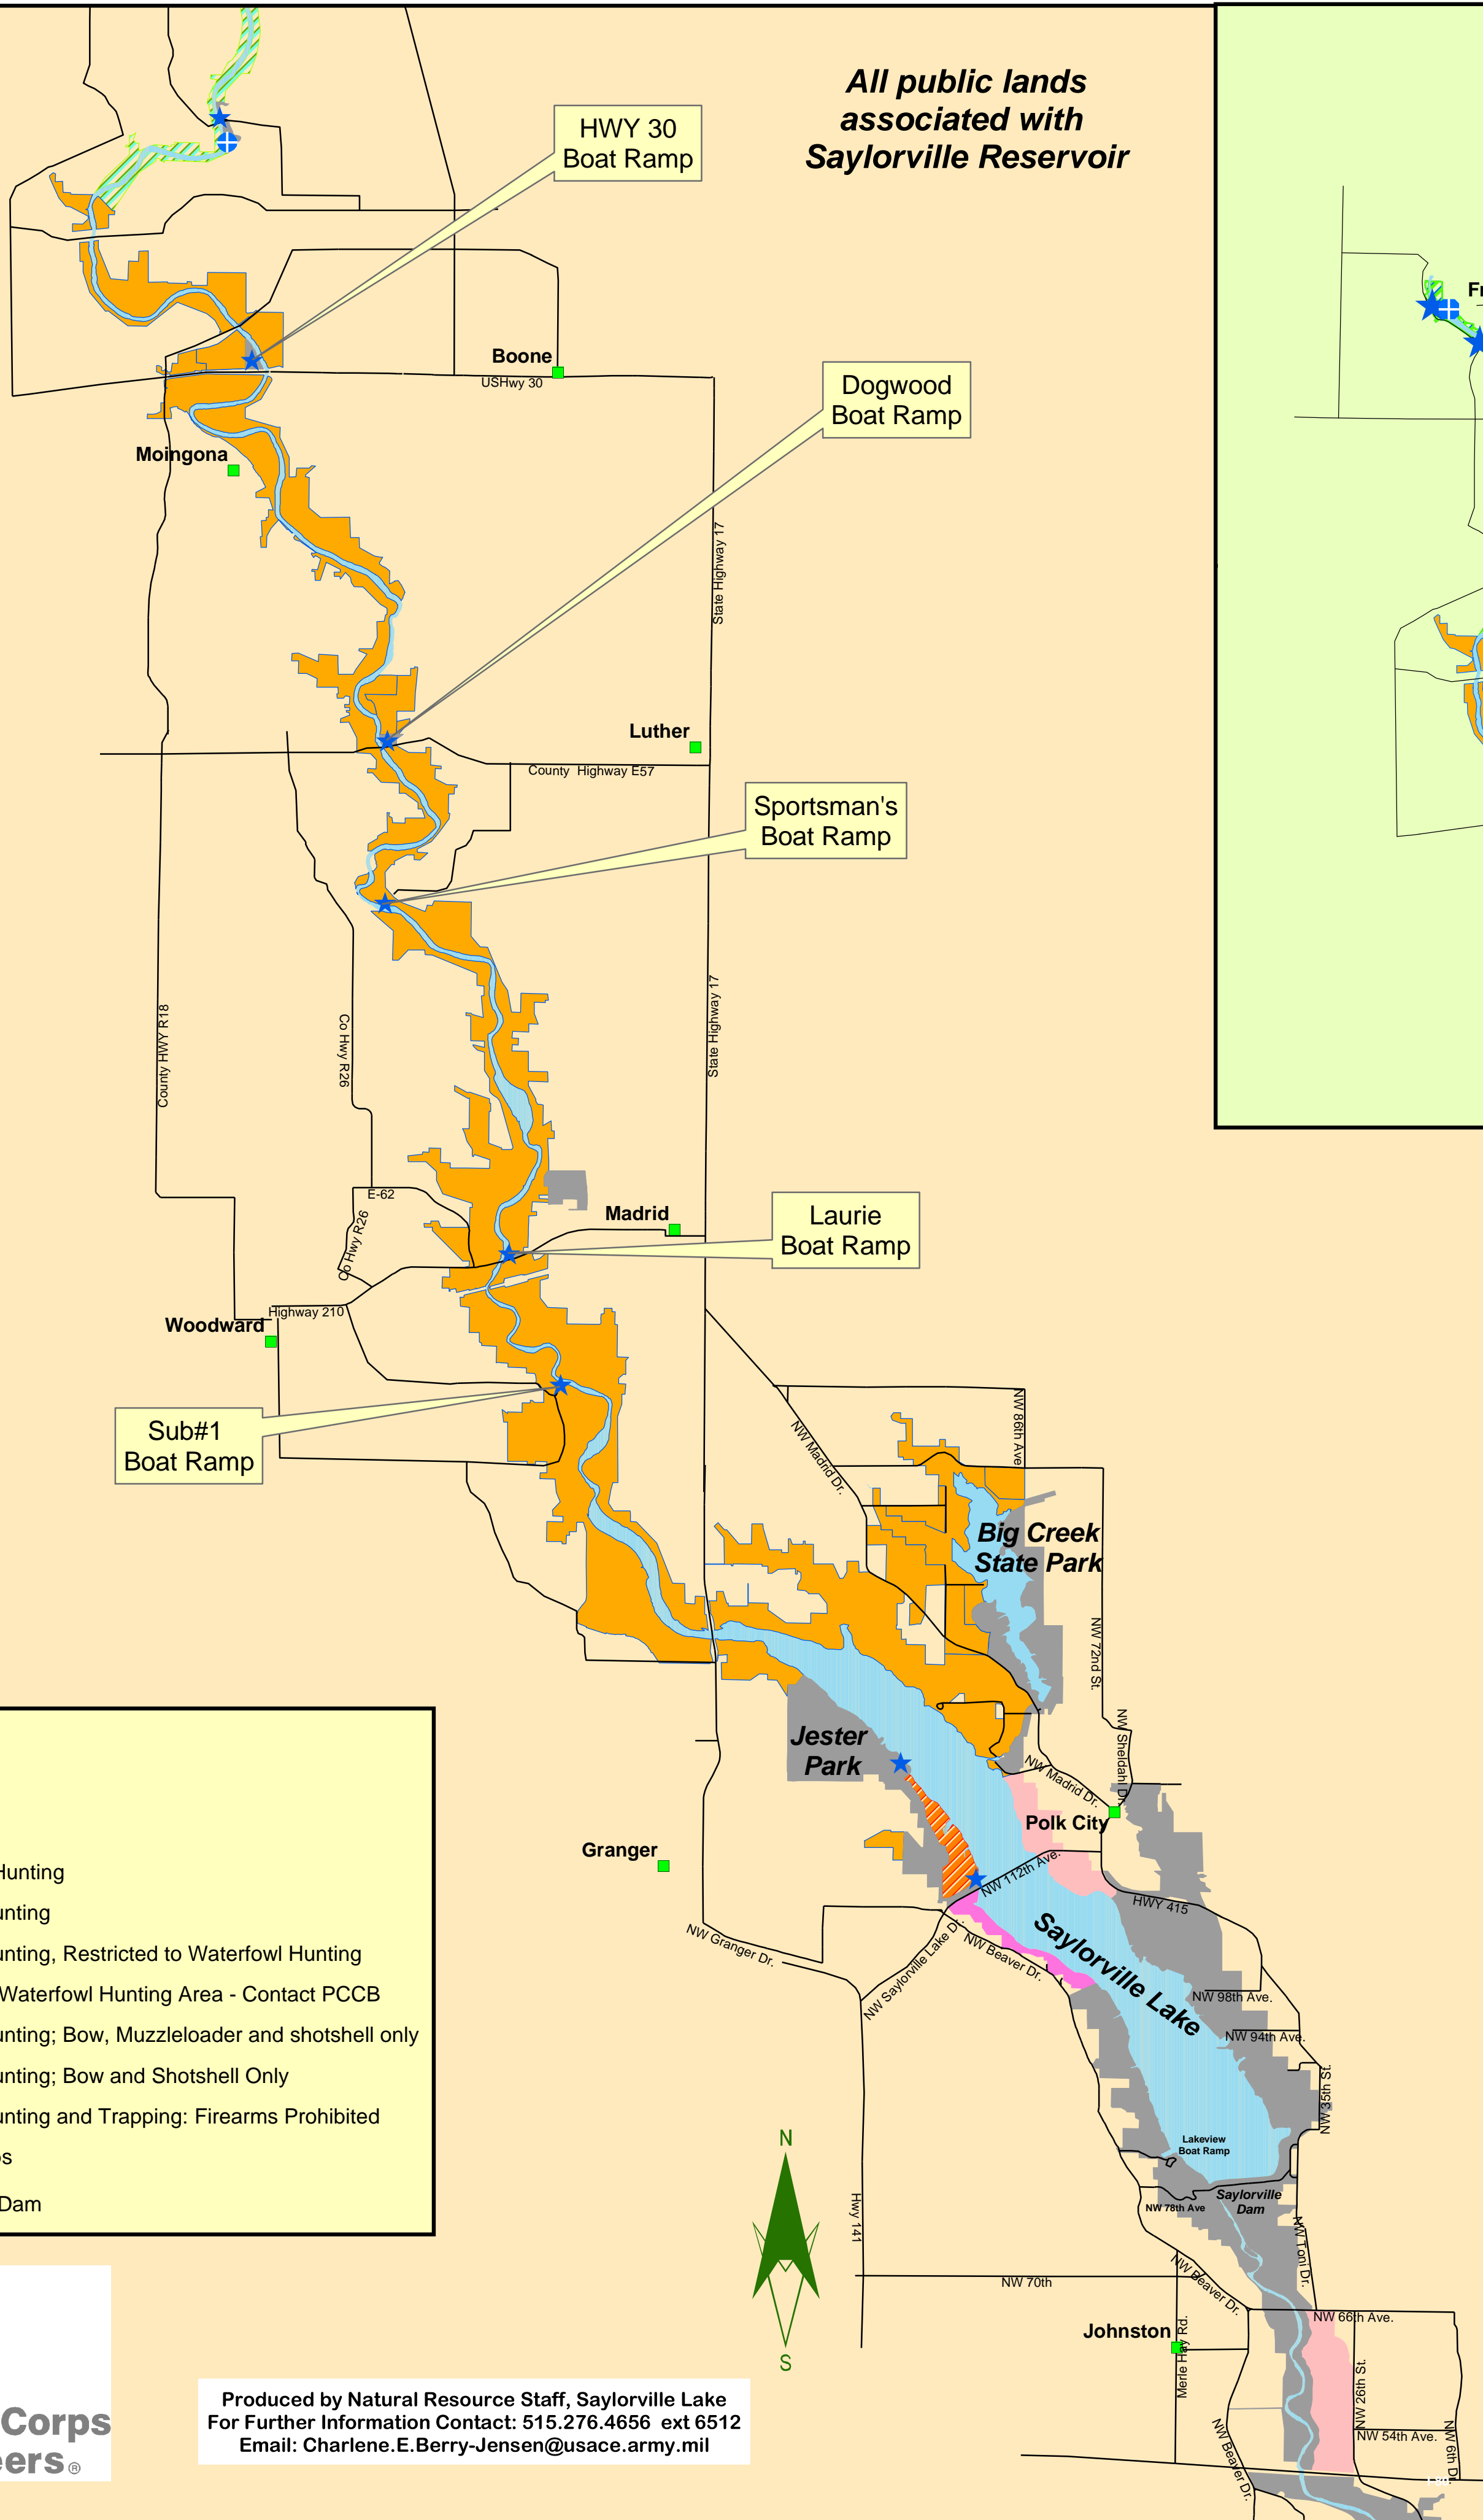 All public lands
associated with
Saylorville Reservoir
HWY 30
Boat Ramp
Boone
USHwy 30
Dogwood
Boat Ramp
Moingona
State Highway 17
Luther
County Highway E57
Sportsman's
Boat Ramp
County HWY R18
Co Hwy R26
State Highway 17
E-62
Co Hwy R26
Madrid
Laurie
Boat Ramp
Highway 210
Woodward
Sub#1
Boat Ramp
NW 86th Ave
NW Madrid Dr.
Big Creek
State Park
NW 72nd St.
Jester
Park
NW Sheldahl Dr.
NW Madrid Dr.
Polk City
Granger
NW 112th Ave.
HWY 415
Saylorville Lake
NW Granger Dr.
NW Saylorville Lake Dr.
NW Beaver Dr.
NW 98th Ave.
NW 94th Ave.
NW 35th St.
Lakeview
Boat Ramp
Saylorville
Dam
NW 78th Ave
NW Toni Dr.
Hwy 141
NW 70th
NW Beaver Dr.
NW 66th Ave.
Johnston
Merle Hay Rd.
NW 26th St.
NW 54th Ave.
NW 6th Dr
NW Beaver Dr.
Fr
Hunting
unting
unting, Restricted to Waterfowl Hunting
Waterfowl Hunting Area - Contact PCCB
unting; Bow, Muzzleloader and shotshell only
unting; Bow and Shotshell Only
unting and Trapping: Firearms Prohibited
os
Dam
N
S
Corps
eers®
Produced by Natural Resource Staff, Saylorville Lake
For Further Information Contact: 515.276.4656 ext 6512
Email: Charlene.E.Berry-Jensen@usace.army.mil